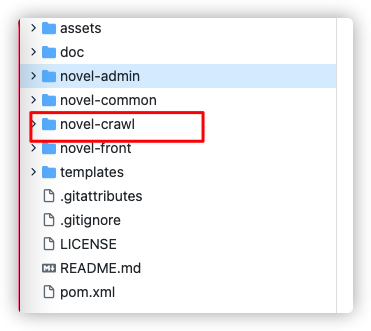 assets
doc
novel-admin
novel-common
novel-crawl
novel-front
templates
.gitattributes
.gitignore
LICENSE
README.md
pom.xml